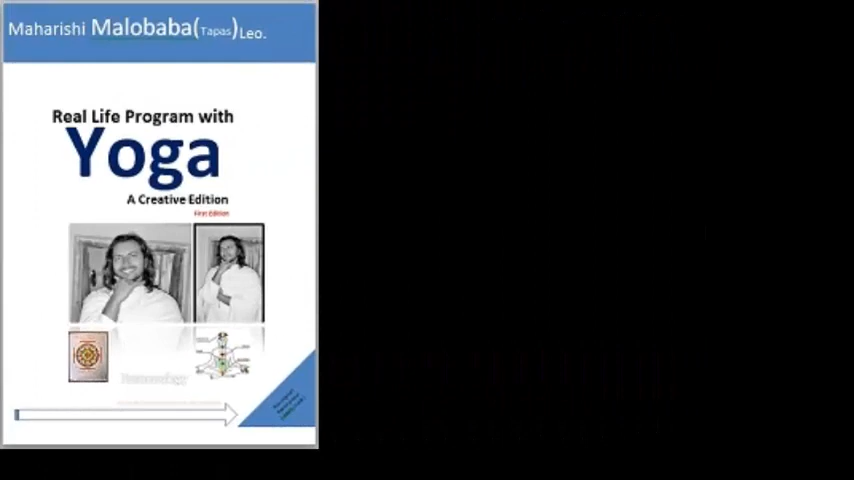 Maharishi Malobaba(Tapas)Leo.
Real Life Program with
Yoga
A Creative Edition
First Edition